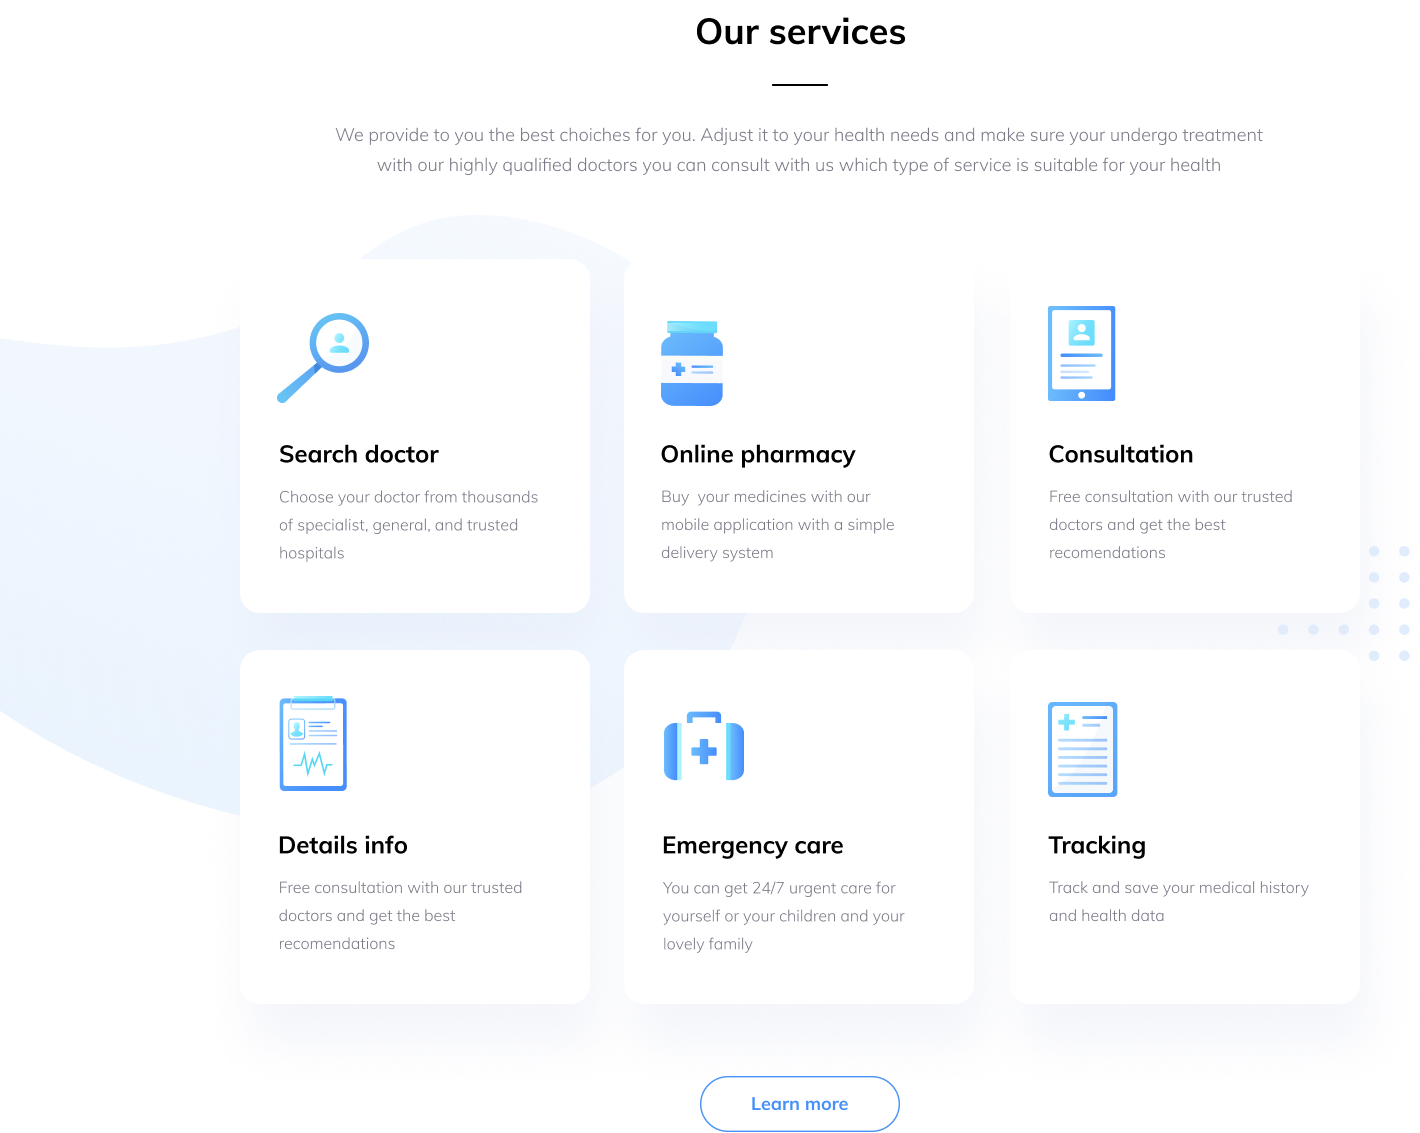 Our services
We provide to you the best choiches for you. Adjust it to your health needs and make sure your undergo treatment
with our highly qualified doctors you can consult with us which type of service is suitable for your health
Search doctor
Choose your doctor from thousands
of specialist, general, and trusted
hospitals
Online pharmacy
Buy  your medicines with our
mobile application with a simple
delivery system
Consultation
Free consultation with our trusted
doctors and get the best
recomendations
Details info
Free consultation with our trusted
doctors and get the best
recomendations
Emergency care
You can get 24/7 urgent care for
yourself or your children and your
lovely family
Tracking
Track and save your medical history
and health data
Learn more